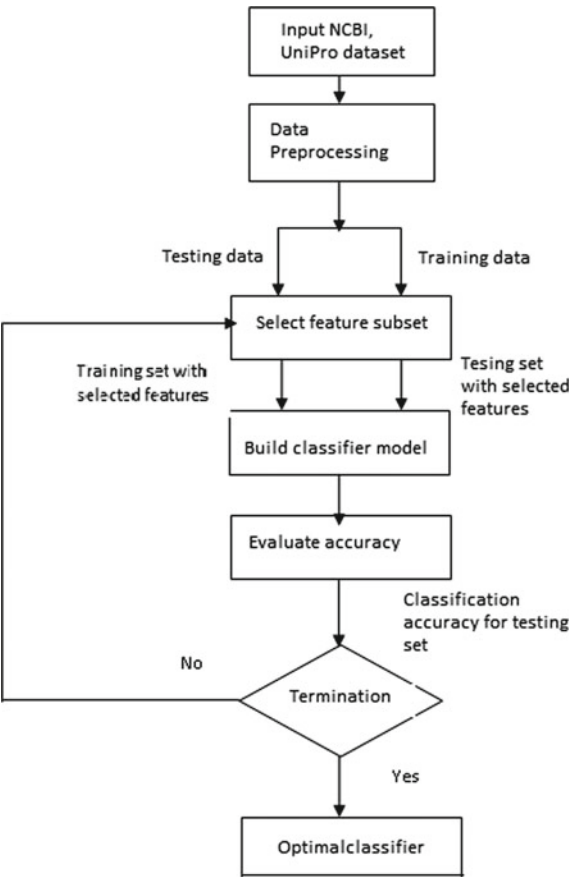 Input NCBI,
UniPro dataset
Data
Preprocessing
Testing data
Training data
Select feature subset
Training set with
selected features
Tesing set
with selected
features
Build classifier model
Evaluate accuracy
Classification
accuracy for testing
set
No
Termination
Yes
Optimalclassifier